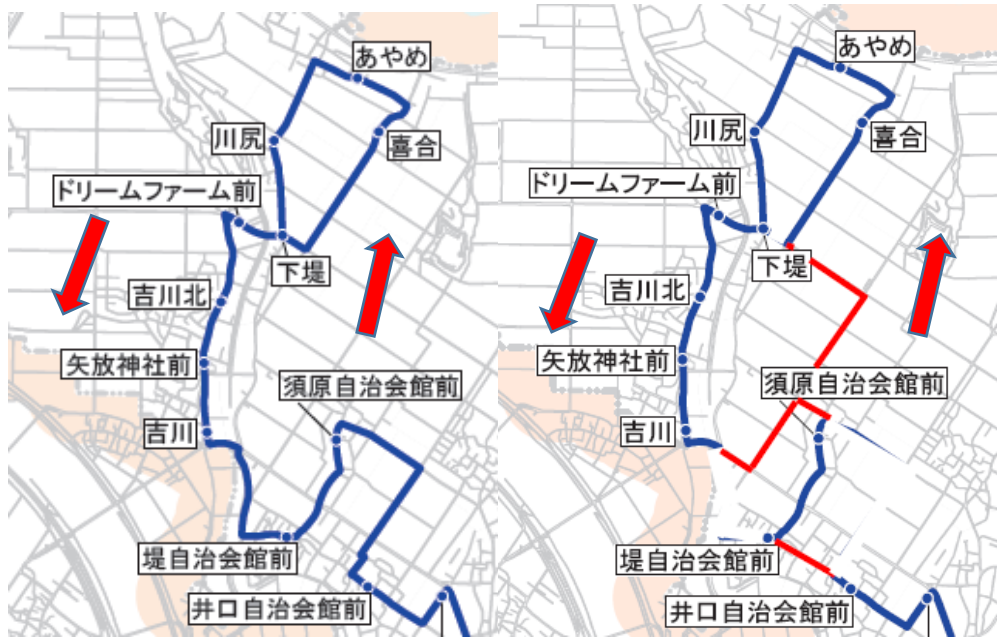 あやめ
川尻
喜合
ドリームファーム前
下堤
吉川北
矢放神社前
須原自治会館前
吉川
堤自治会館前
井口自治会館前
あやめ
川尻
喜合
ドリームファーム前
下堤
吉川北
矢放神社前
須原自治会館前
吉川
堤自治会館前
井口自治会館前